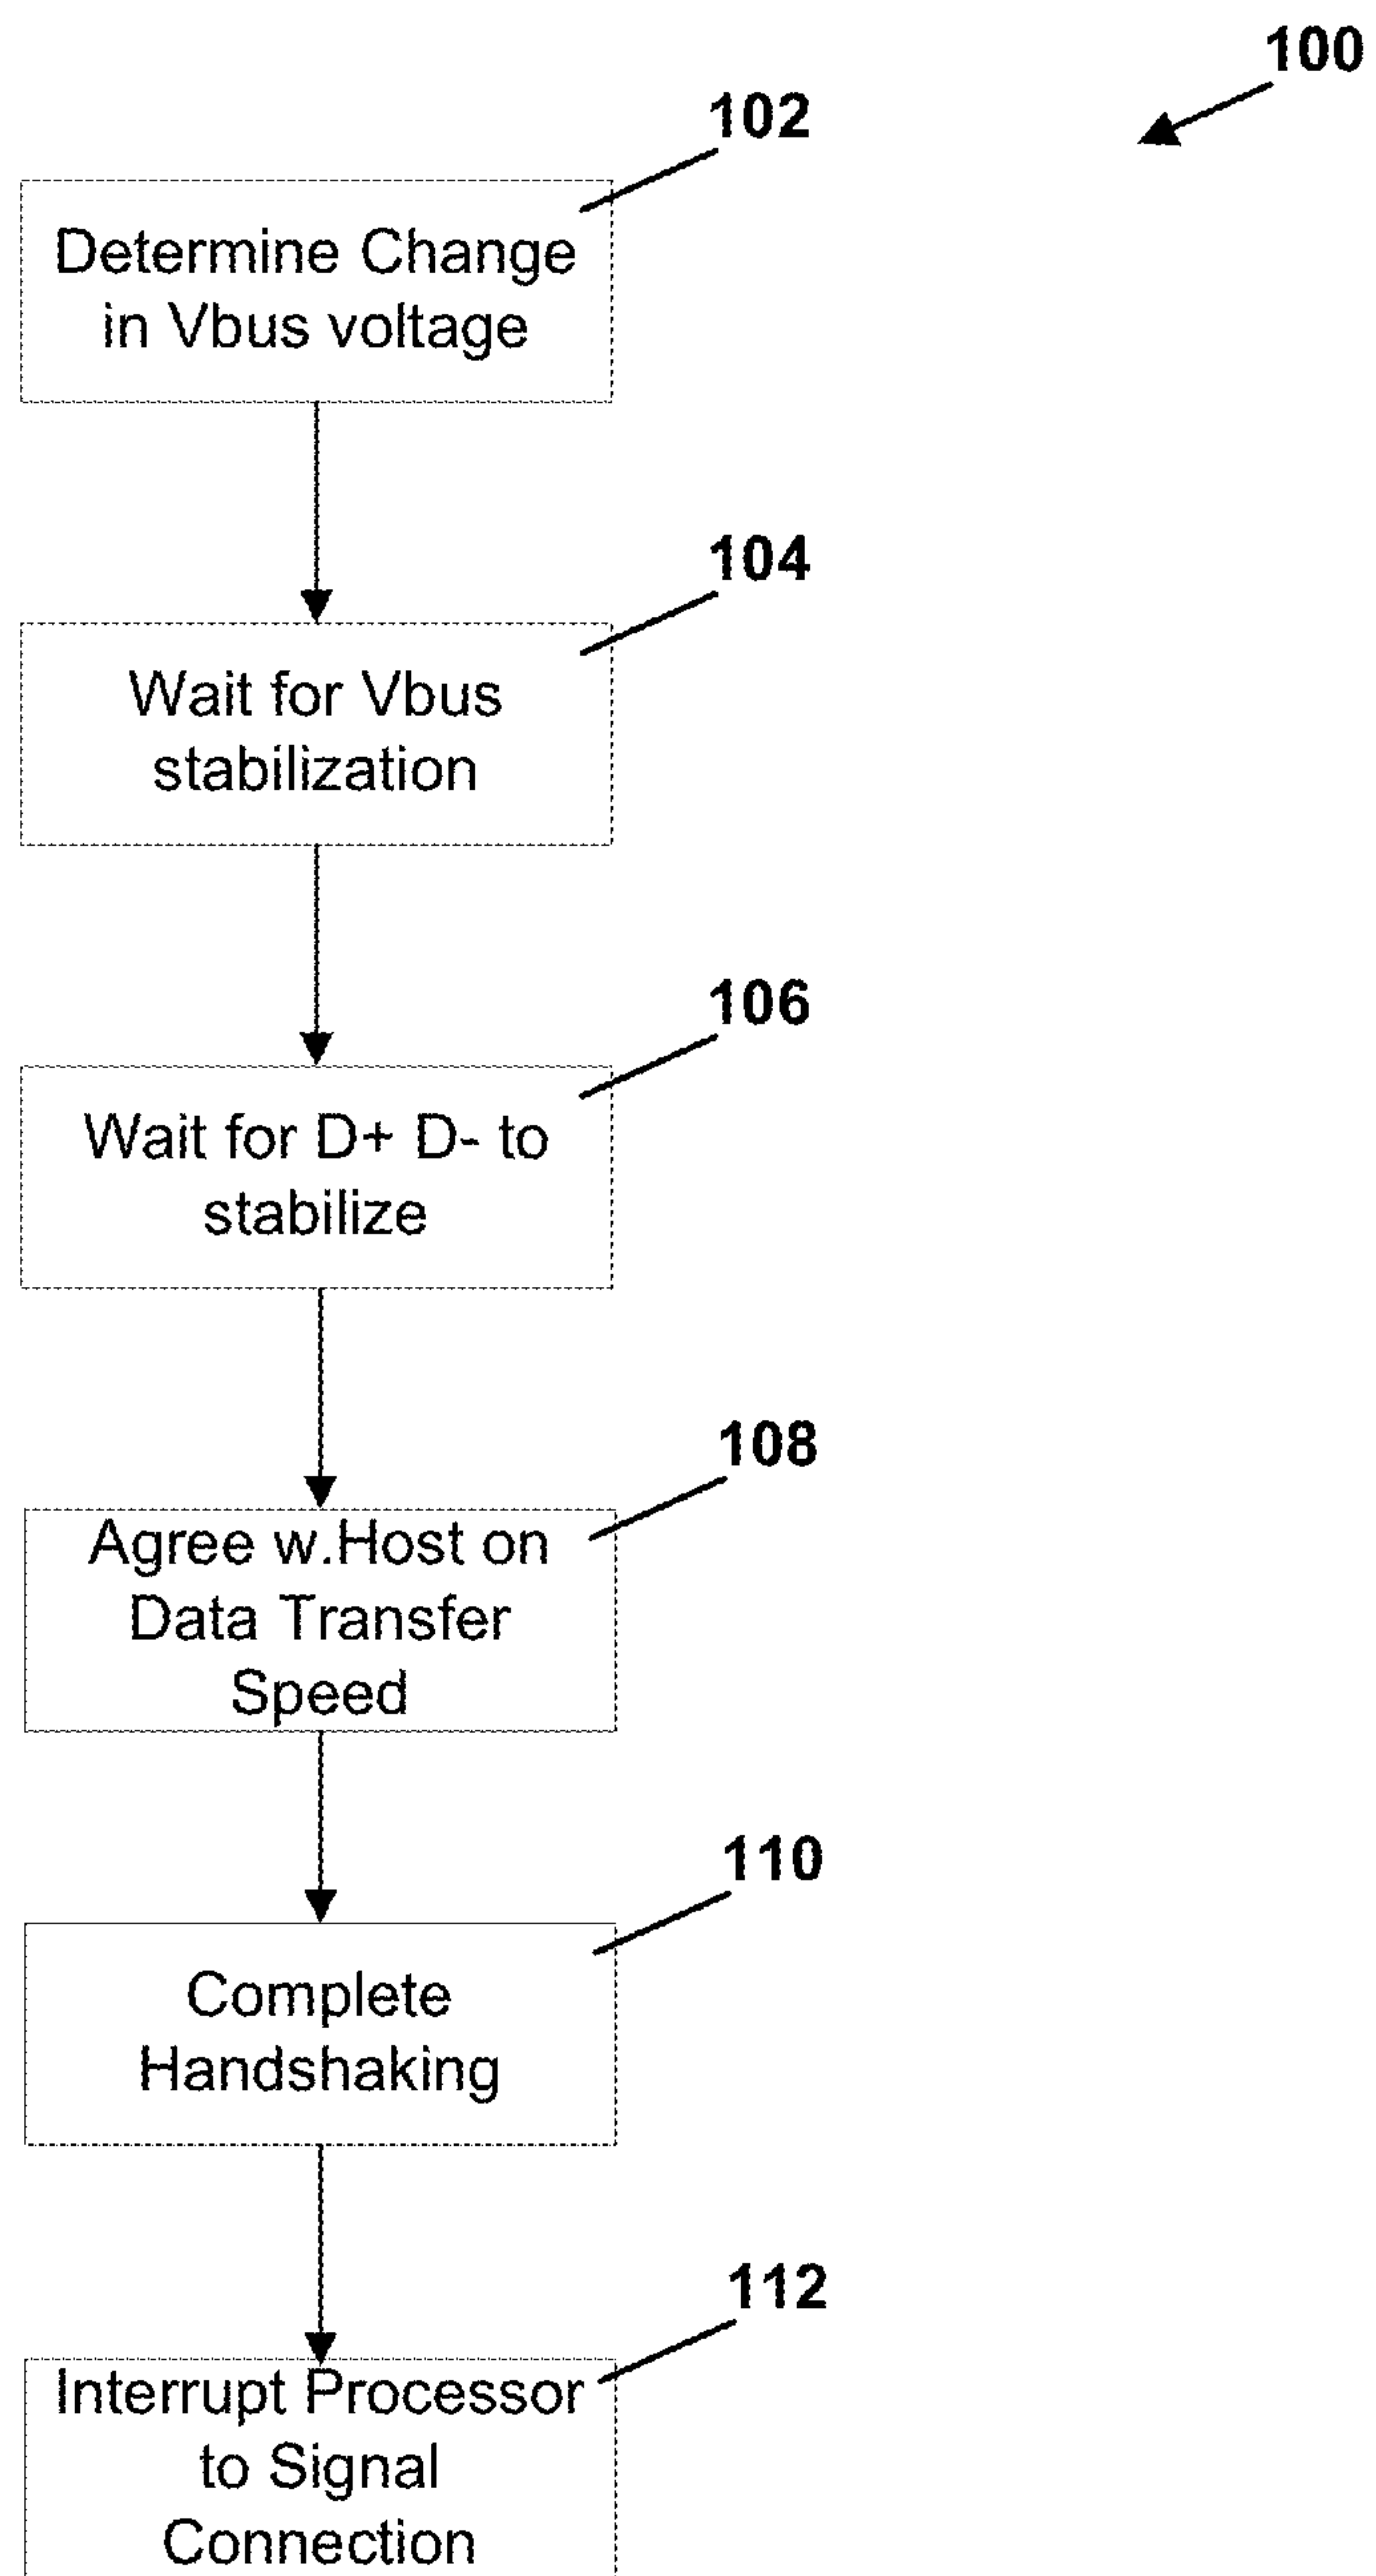 100
102
Determine Change
in Vbus voltage
104
Wait for Vbus
stabilization
106
Wait for D+ D- to
stabilize
108
Agree w.Host on
Data Transfer
Speed
110
Complete
Handshaking
112
Interrupt Processor
to Signal
Connection